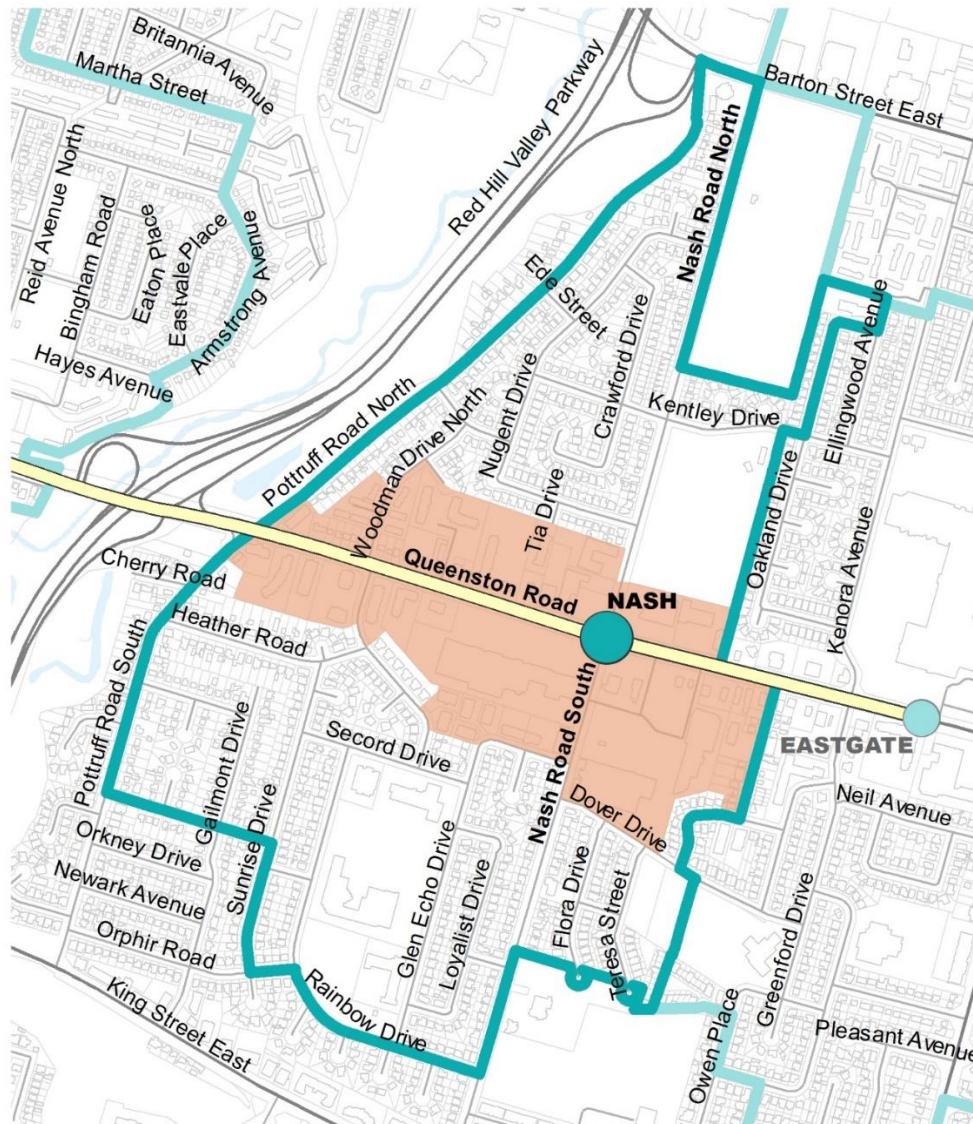 Britannia Avenue
Martha Street
Barton Street East
Red Hill Valley Parkway
Nash Road North
Reid Avenue North
Bingham Road
Eaton Place
Eastvale Place
Armstrong Avenue
Hayes Avenue
Ede Street
Crawford Drive
Nugent Drive
Kentley Drive
Ellingwood Avenue
Pottruff Road North
Woodman Drive North
Tia Drive
Oakland Drive
Kenora Avenue
Cherry Road
Queenston Road
NASH
Heather Road
Pottruff Road South
Nash Road South
EASTGATE
Second Drive
Gailmont Drive
Neil Avenue
Dover Drive
Orkney Drive
Sunrise Drive
Newark Avenue
Glen Echo Drive
Loyalist Drive
Flora Drive
Teresa Street
Greenford Drive
Orphir Road
Rainbow Drive
King Street East
Owen Place
Pleasant Avenue